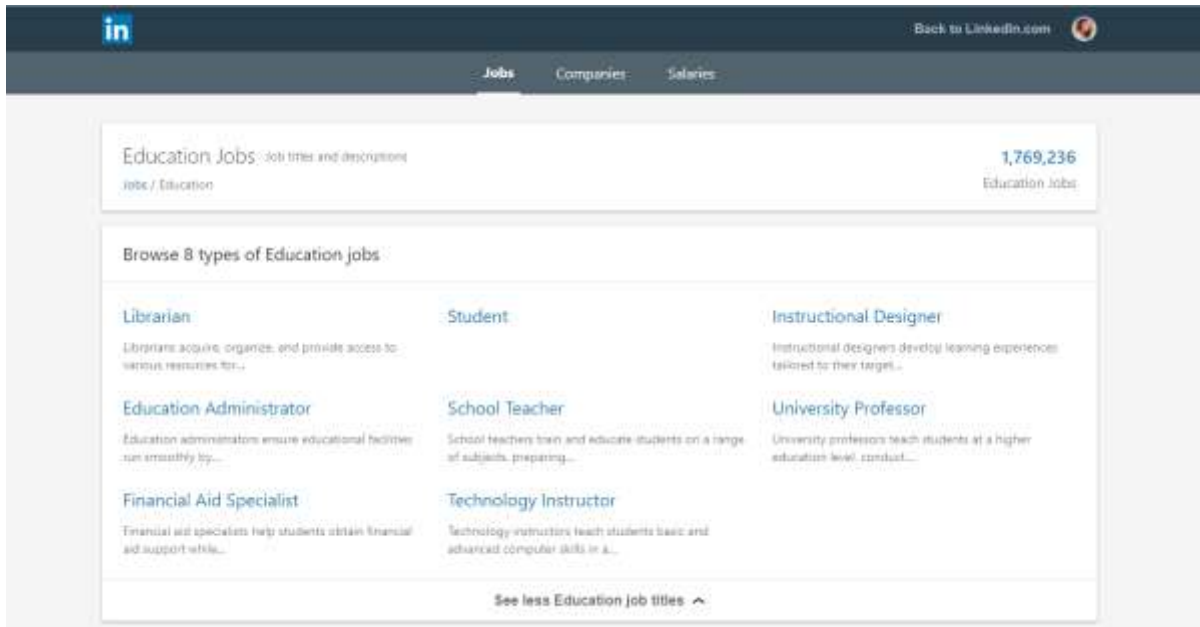 in
Back to LinkedIn.com
Jobs Companies Salaries
Education Jobs Job titles and descriptions
1,769,236
Jobs / Education
Education Jobs
Browse 8 types of Education jobs
Librarian
Librarians acquire, organize, and provide access to
various resources for...
Student
Instructional Designer
Instructional designers develop learning experiences
tailored to their target...
Education Administrator
Education administrators ensure educational facilities
run smoothly by...
School Teacher
School teachers train and educate students on a range
of subjects, preparing...
University Professor
University professors teach students at a higher
education level, conduct...
Financial Aid Specialist
Financial aid specialists help students obtain financial
aid support while...
Technology Instructor
Technology instructors teach students basic and
advanced computer skills in a...
See less Education job titles